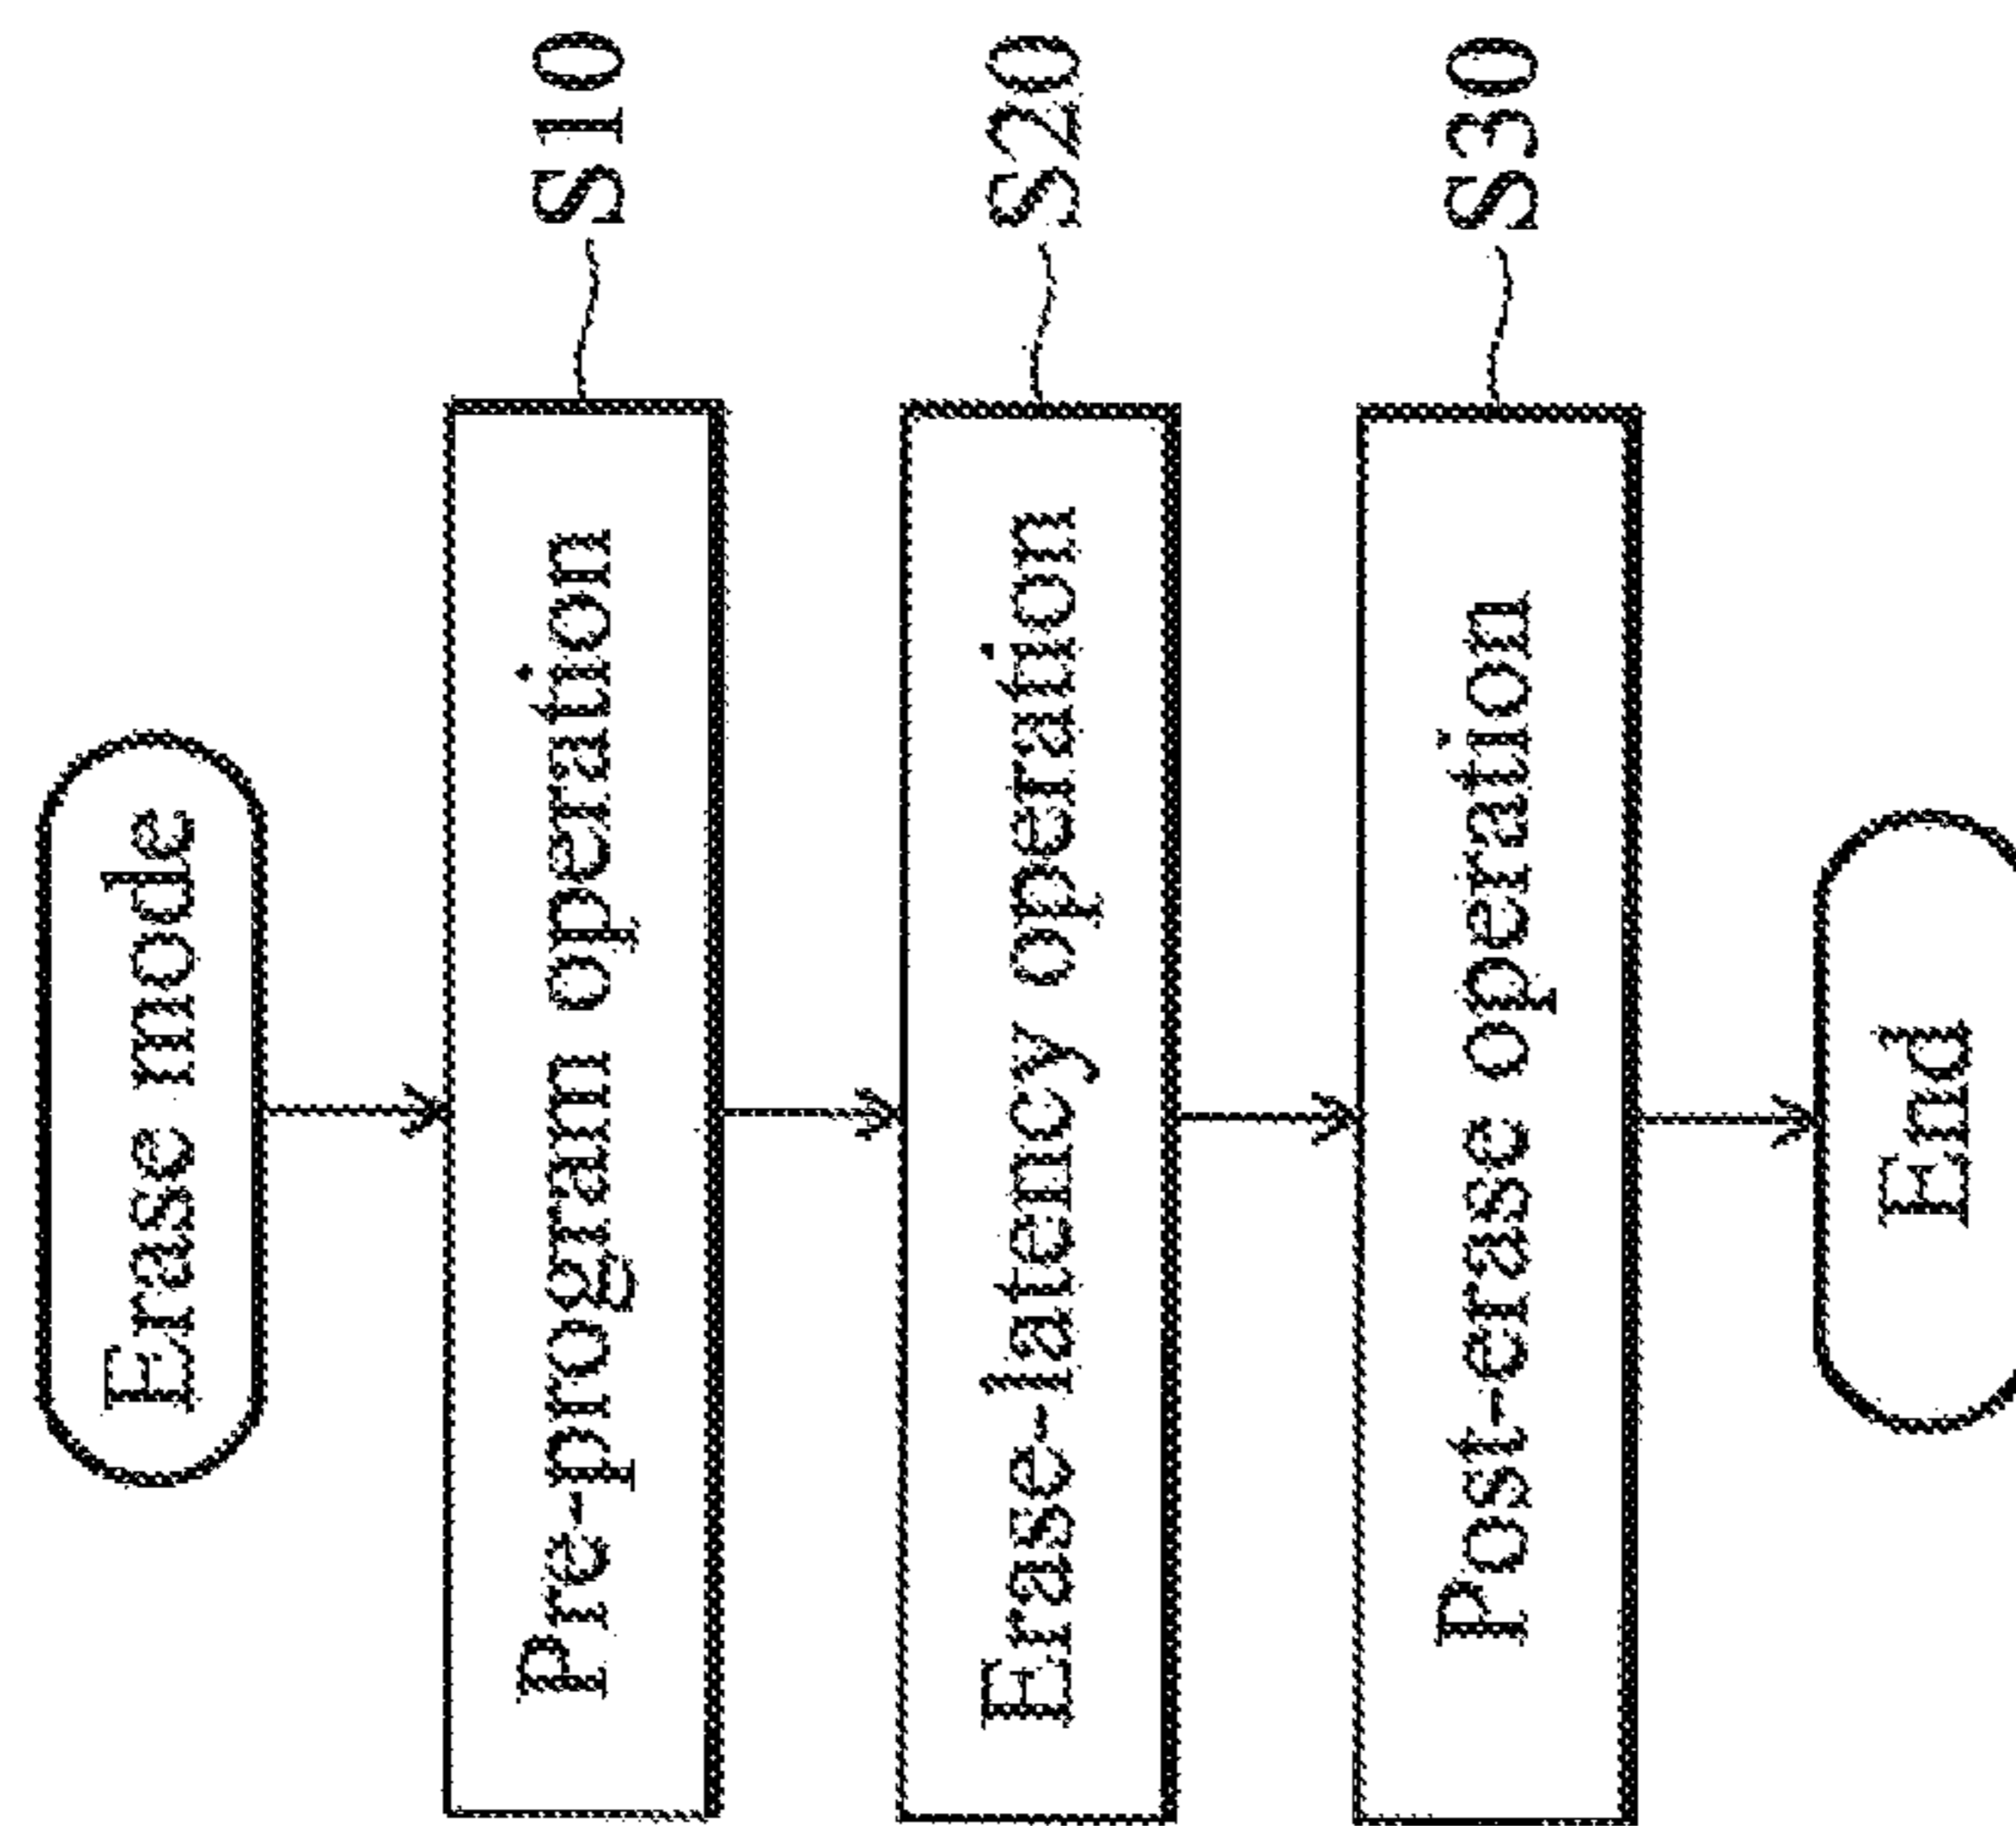 Erase mode
Pre-program operation
S10
Erase-latency operation
S20
Post-erase operation
S30
End